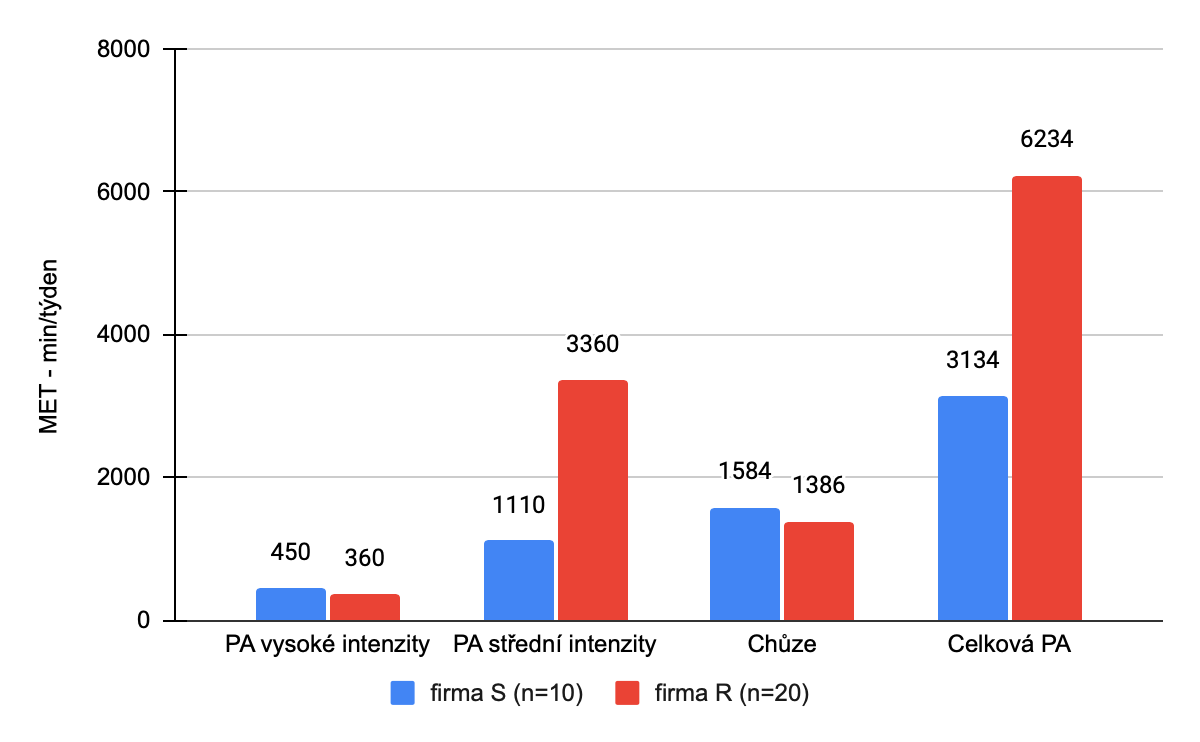 8000
6000
4000
2000
0
MET - min/týden
450
360
1110
3360
1584
1386
3134
6234
PA vysoké intenzity
PA střední intenzity
Chůze
Celková PA
firma S (n=10)
firma R (n=20)